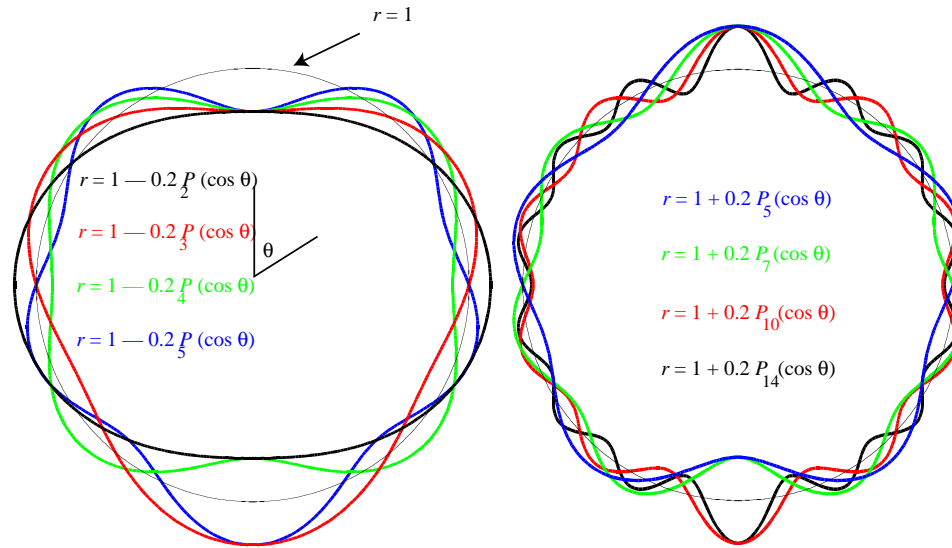 r = 1
r = 1 — 0.2 P₂ (cos θ)
r = 1 — 0.2 P₃ (cos θ)
θ
r = 1 — 0.2 P₄ (cos θ)
r = 1 — 0.2 P₅ (cos θ)
r = 1 + 0.2 P₅ (cos θ)
r = 1 + 0.2 P₇ (cos θ)
r = 1 + 0.2 P₁₀ (cos θ)
r = 1 + 0.2 P₁₄ (cos θ)